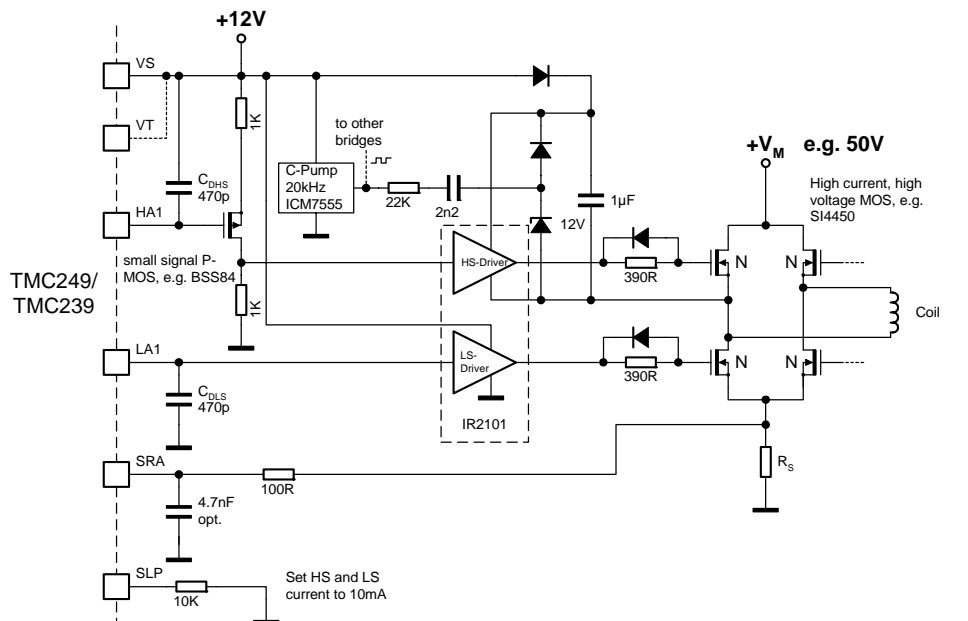 +12V
VS
VT
1K
to other
bridges
C-Pump
20kHz
ICM7555
22K
2n2
12V
1µF
+VM e.g. 50V
High current, high
voltage MOS, e.g.
SI4450
CDHS
470p
HA1
small signal P-
MOS, e.g. BSS84
1K
HS-Driver
390R
N
N
TMC249/
TMC239
Coil
LA1
LS-
Driver
390R
N
N
CDLS
470p
IR2101
SRA
100R
RS
4.7nF
opt.
SLP
10K
Set HS and LS
current to 10mA